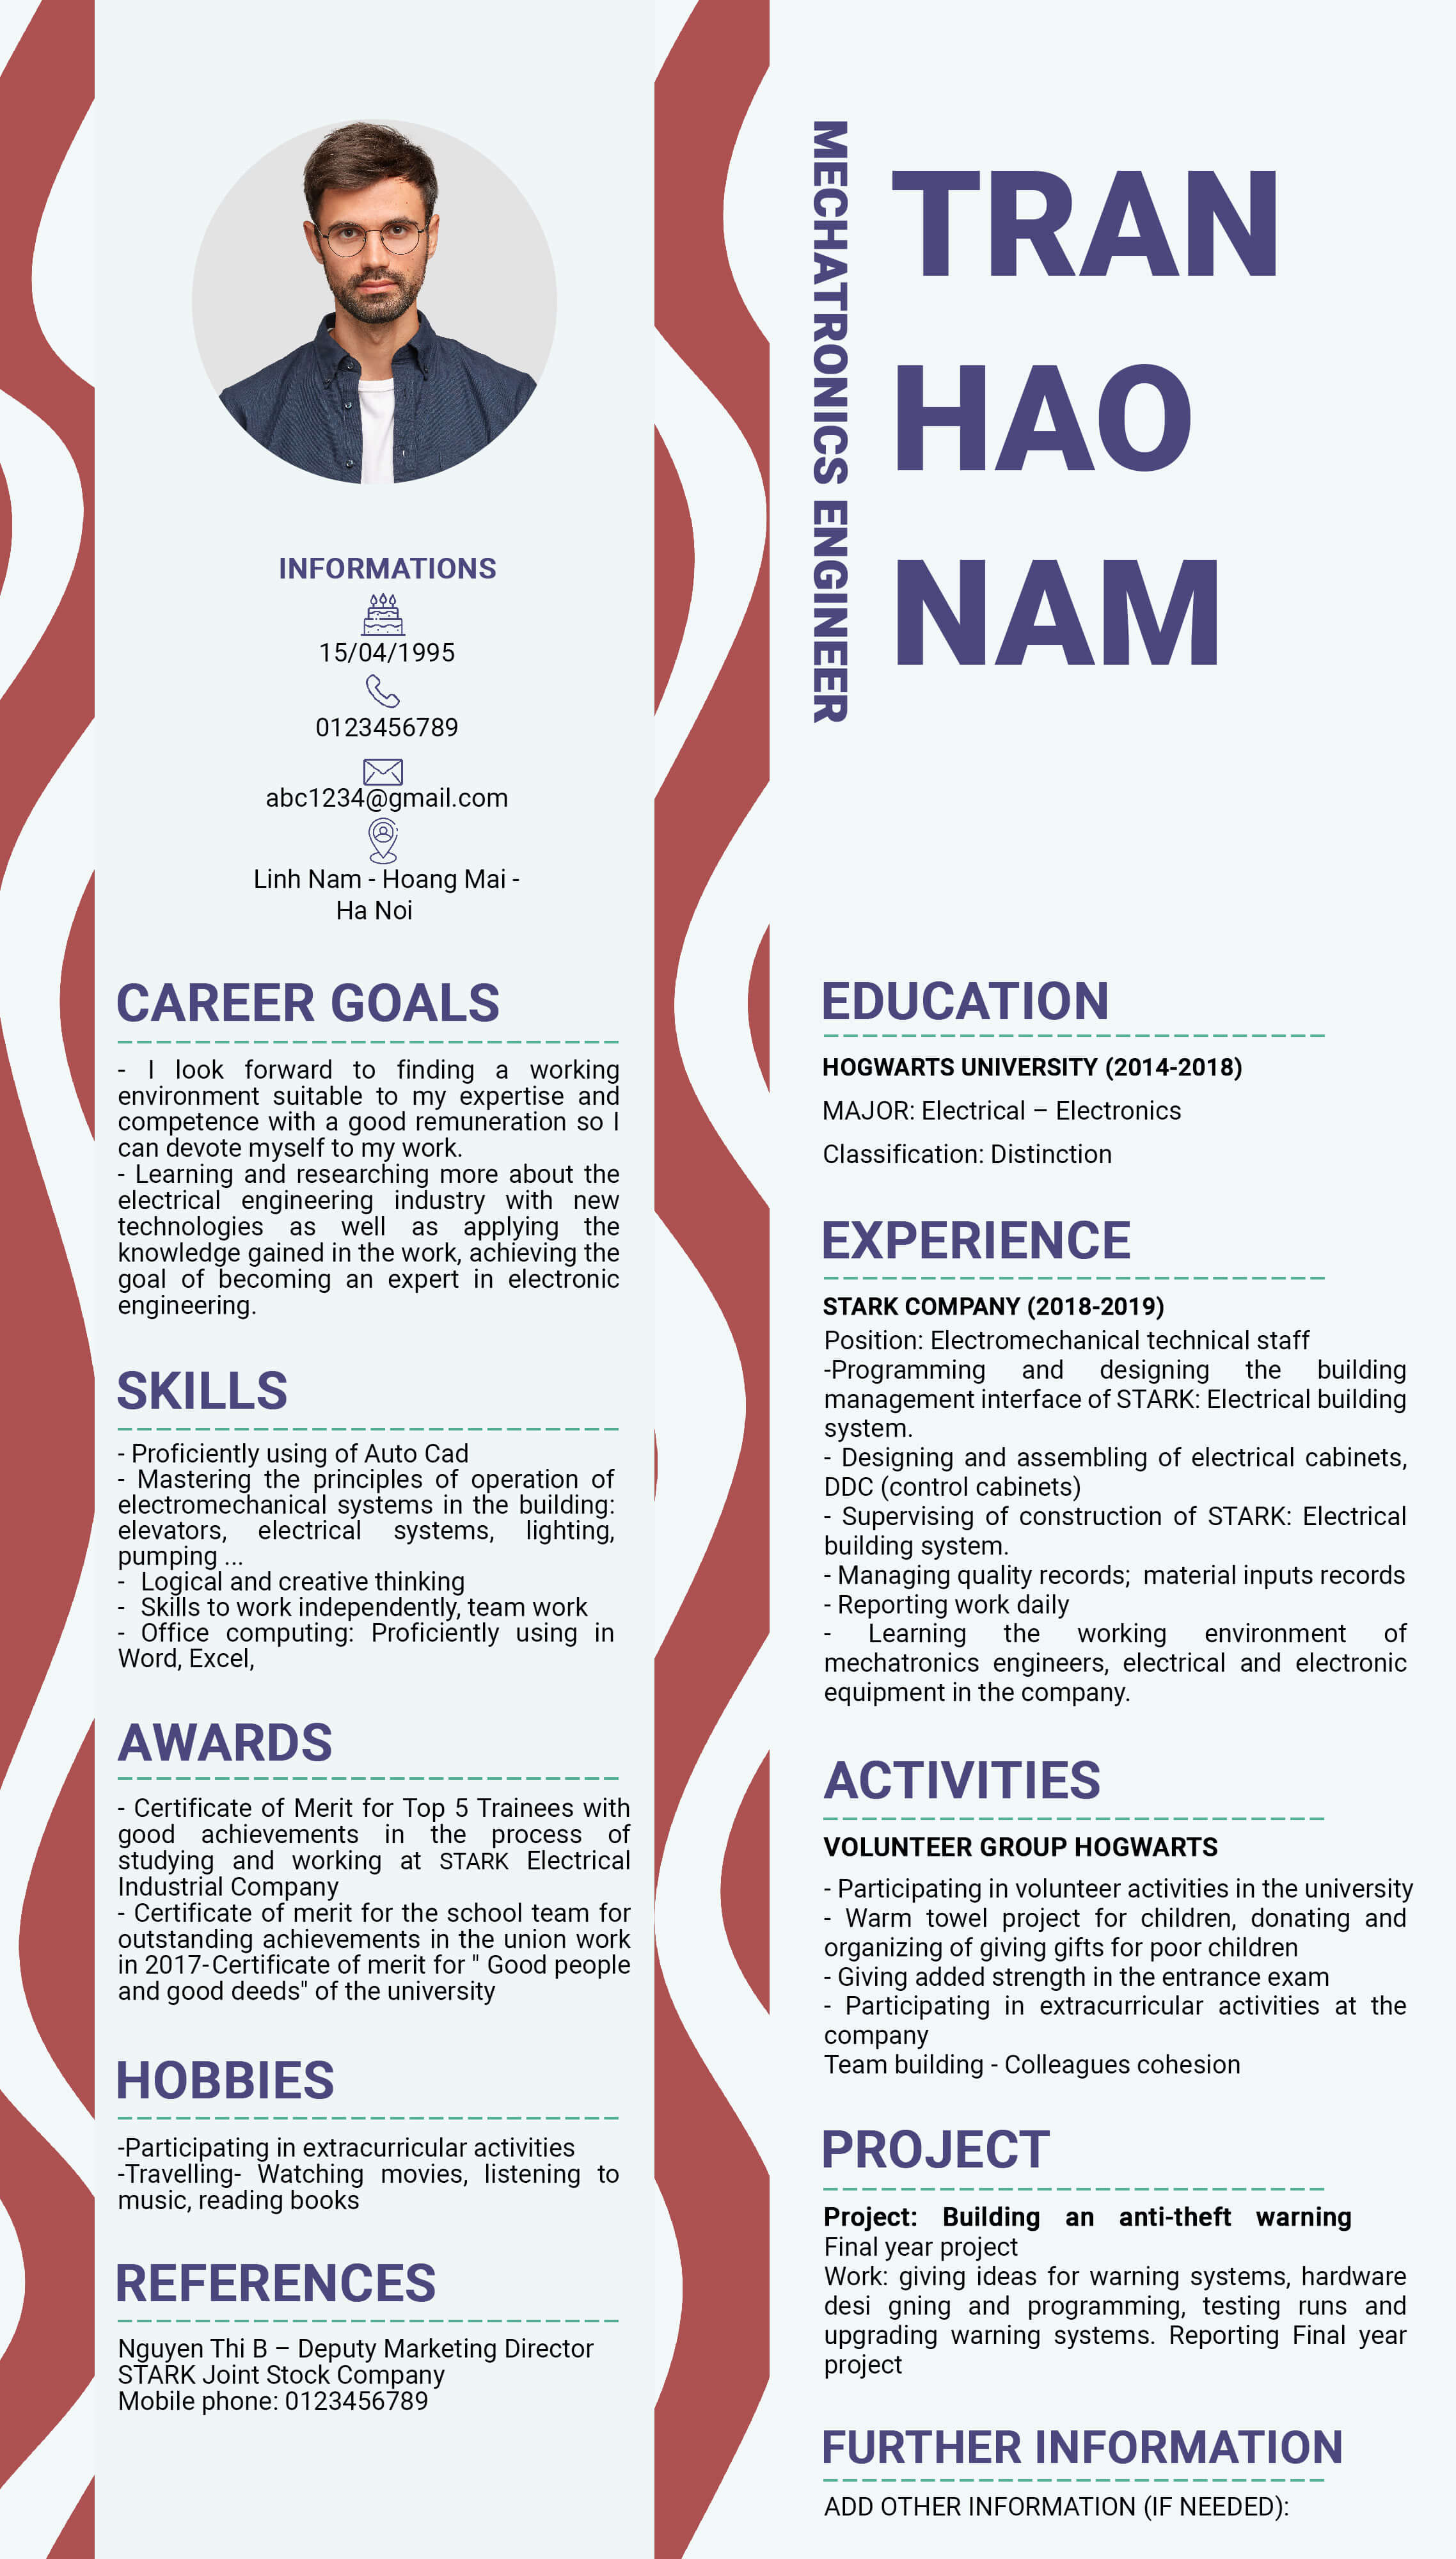 MECHATRONICS ENGINEER
TRAN
HAO
NAM
INFORMATIONS
15/04/1995
0123456789
abc1234@gmail.com
Linh Nam - Hoang Mai -
Ha Noi
CAREER GOALS
- I look forward to finding a working
environment suitable to my expertise and
competence with a good remuneration so I
can devote myself to my work.
- Learning and researching more about the
electrical engineering industry with new
technologies as well as applying the
knowledge gained in the work, achieving the
goal of becoming an expert in electronic
engineering.
SKILLS
- Proficiently using of Auto Cad
- Mastering the principles of operation of
electromechanical systems in the building:
elevators, electrical systems, lighting,
pumping ...
- Logical and creative thinking
- Skills to work independently, team work
- Office computing: Proficiently using in
Word, Excel,
AWARDS
- Certificate of Merit for Top 5 Trainees with
good achievements in the process of
studying and working at STARK Electrical
Industrial Company
- Certificate of merit for the school team for
outstanding achievements in the union work
in 2017-Certificate of merit for " Good people
and good deeds" of the university
HOBBIES
-Participating in extracurricular activities
-Travelling- Watching movies, listening to
music, reading books
REFERENCES
Nguyen Thi B – Deputy Marketing Director
STARK Joint Stock Company
Mobile phone: 0123456789
EDUCATION
HOGWARTS UNIVERSITY (2014-2018)
MAJOR: Electrical – Electronics
Classification: Distinction
EXPERIENCE
STARK COMPANY (2018-2019)
Position: Electromechanical technical staff
-Programming and designing the building
management interface of STARK: Electrical building
system.
- Designing and assembling of electrical cabinets,
DDC (control cabinets)
- Supervising of construction of STARK: Electrical
building system.
- Managing quality records; material inputs records
- Reporting work daily
- Learning the working environment of
mechatronics engineers, electrical and electronic
equipment in the company.
ACTIVITIES
VOLUNTEER GROUP HOGWARTS
- Participating in volunteer activities in the university
- Warm towel project for children, donating and
organizing of giving gifts for poor children
- Giving added strength in the entrance exam
- Participating in extracurricular activities at the
company
Team building - Colleagues cohesion
PROJECT
Project: Building an anti-theft warning
Final year project
Work: giving ideas for warning systems, hardware
desi gning and programming, testing runs and
upgrading warning systems. Reporting Final year
project
FURTHER INFORMATION
ADD OTHER INFORMATION (IF NEEDED):